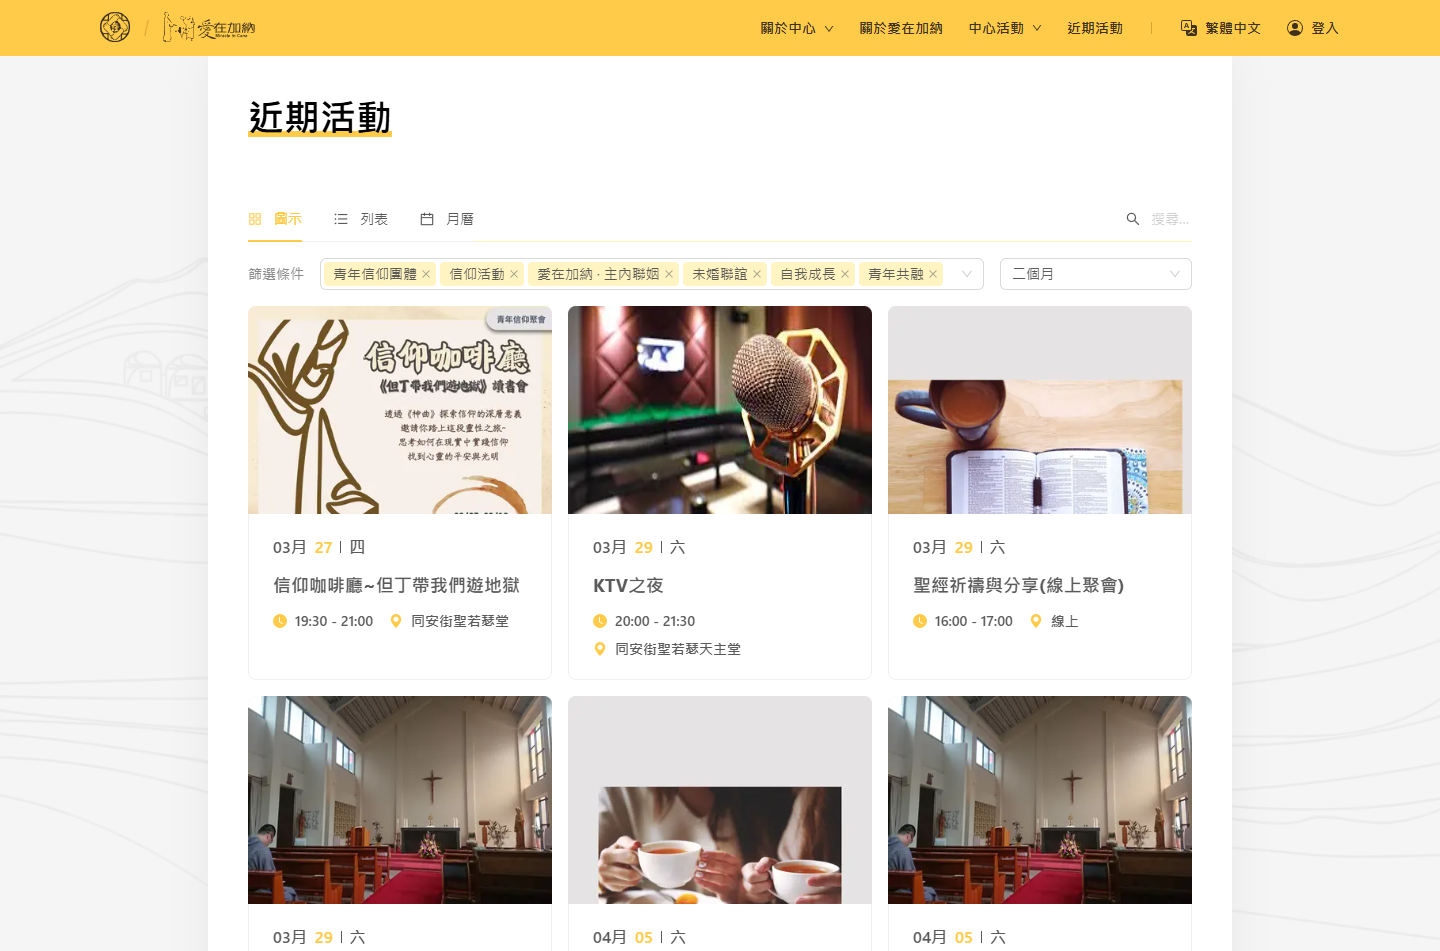 愛在加納
Miracle in Cana
關於中心
關於愛在加納
中心活動
近期活動
繁體中文
登入
近期活動
圖示
列表
月曆
搜尋...
篩選條件
青年信仰團體
信仰活動
愛在加納 · 主內聯姻
未婚聯誼
自我成長
青年共融
二個月
青年信仰聚會
信仰咖啡廳
《但丁帶我們遊地獄》讀書會
透過《神曲》探索信仰的深層意義
邀請你踏上這段靈性之旅~
思考如何在現實中實踐信仰
找到心靈的平安與光明
03月 27 | 四
信仰咖啡廳~但丁帶我們遊地獄
19:30 - 21:00
同安街聖若瑟堂
03月 29 | 六
KTV之夜
20:00 - 21:30
同安街聖若瑟天主堂
03月 29 | 六
聖經祈禱與分享(線上聚會)
16:00 - 17:00
線上
03月 29 | 六
04月 05 | 六
04月 05 | 六